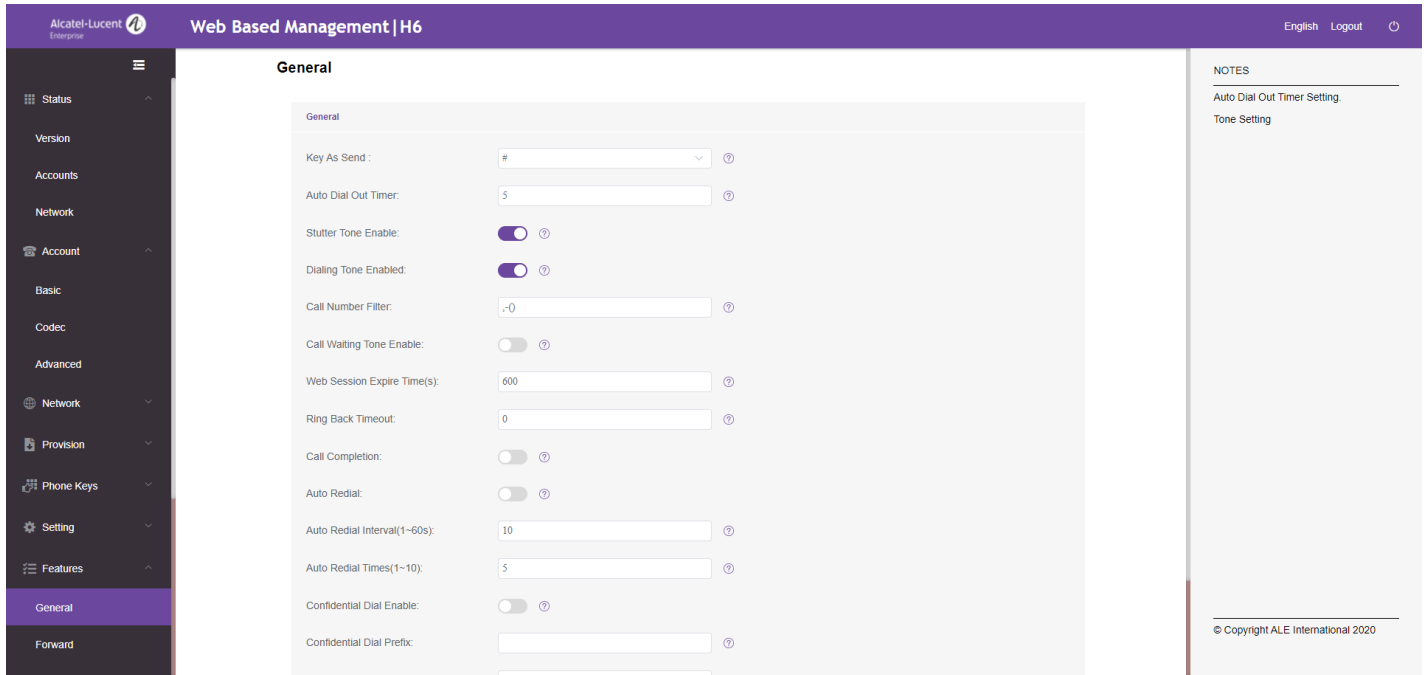 Alcatel·Lucent
Enterprise
Web Based Management|H6
English Logout
Status
Version
Accounts
Network
Account
Basic
Codec
Advanced
Network
Provision
Phone Keys
Setting
Features
General
Forward
General
General
Key As Send :
#
Auto Dial Out Timer:
5
Stutter Tone Enable:
Dialing Tone Enabled:
Call Number Filter:
,-()
Call Waiting Tone Enable:
Web Session Expire Time(s):
600
Ring Back Timeout:
0
Call Completion:
Auto Redial:
Auto Redial Interval(1~60s):
10
Auto Redial Times(1~10):
5
Confidential Dial Enable:
Confidential Dial Prefix:
NOTES
Auto Dial Out Timer Setting.
Tone Setting
© Copyright ALE International 2020